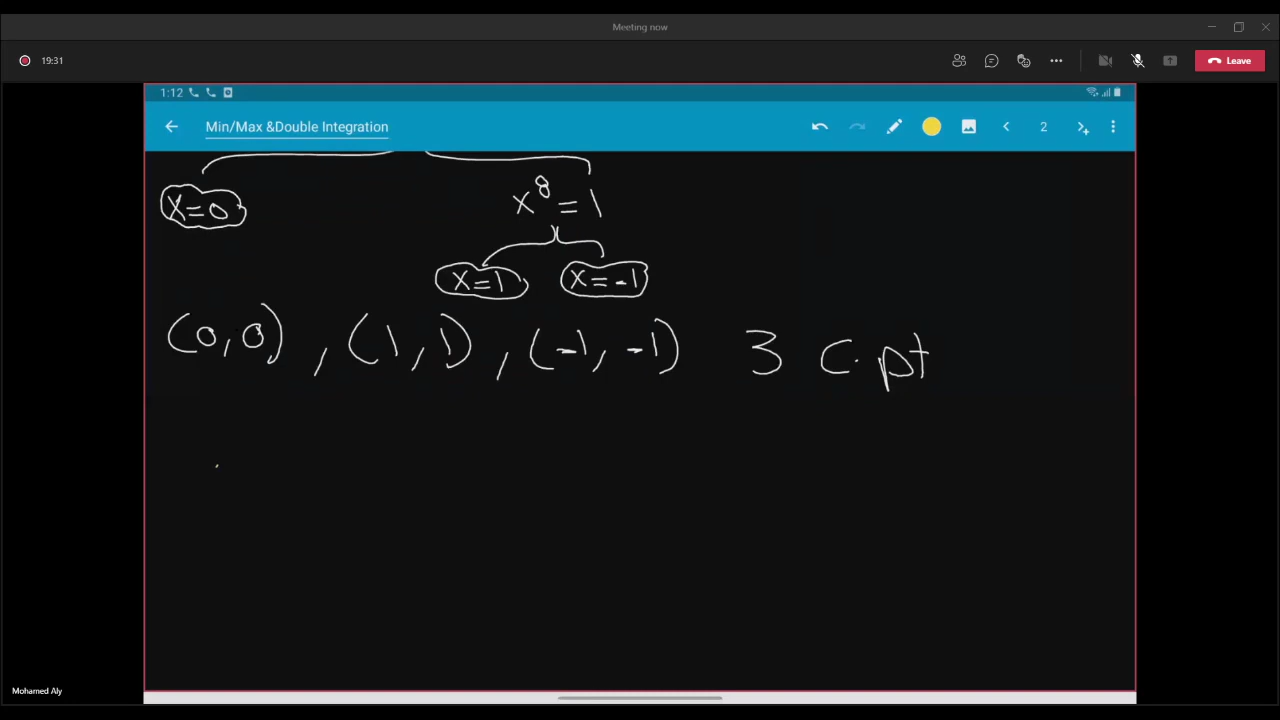 Meeting now
19:31
Leave
1:12
Min/Max &Double Integration
2
x=0
x⁸=1
x=1 x=-1
(0,0) , (1,1) , (-1,-1) 3 c.pt
Mohamed Aly